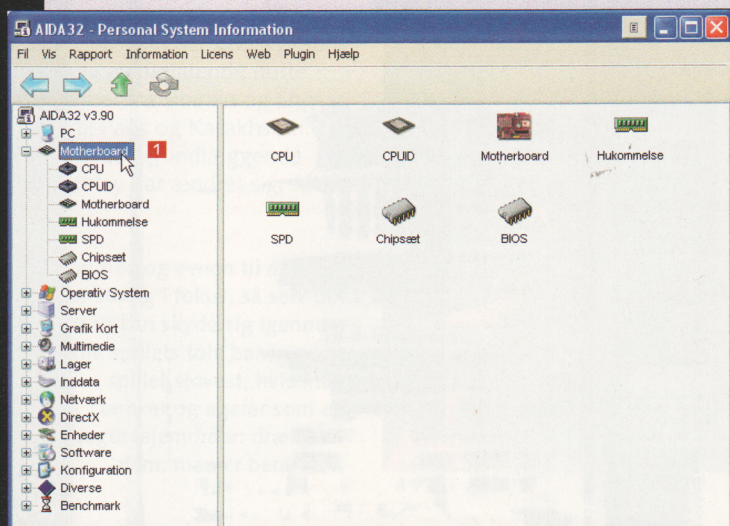 AIDA32 - Personal System Information
Fil Vis Rapport Information Licens Web Plugin Hjælp
AIDA32 v3.90
PC
Motherboard
1
CPU
CPUID
Motherboard
Hukommelse
SPD
Chipsæt
BIOS
Operativ System
Server
Grafik Kort
Multimedie
Lager
Inddata
Netværk
DirectX
Enheder
Software
Konfiguration
Diverse
Benchmark
CPU CPUID Motherboard Hukommelse
SPD Chipsæt BIOS